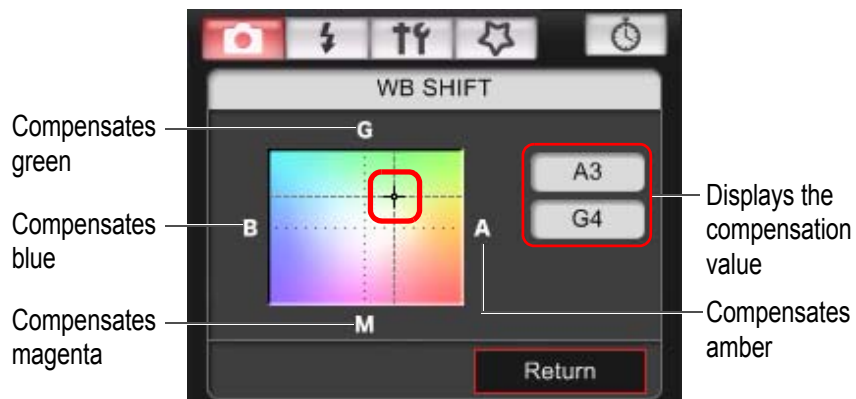 WB SHIFT
Compensates
green
G
A3
Displays the
compensation
value
Compensates
blue
B
A
G4
Compensates
magenta
M
Compensates
amber
Return